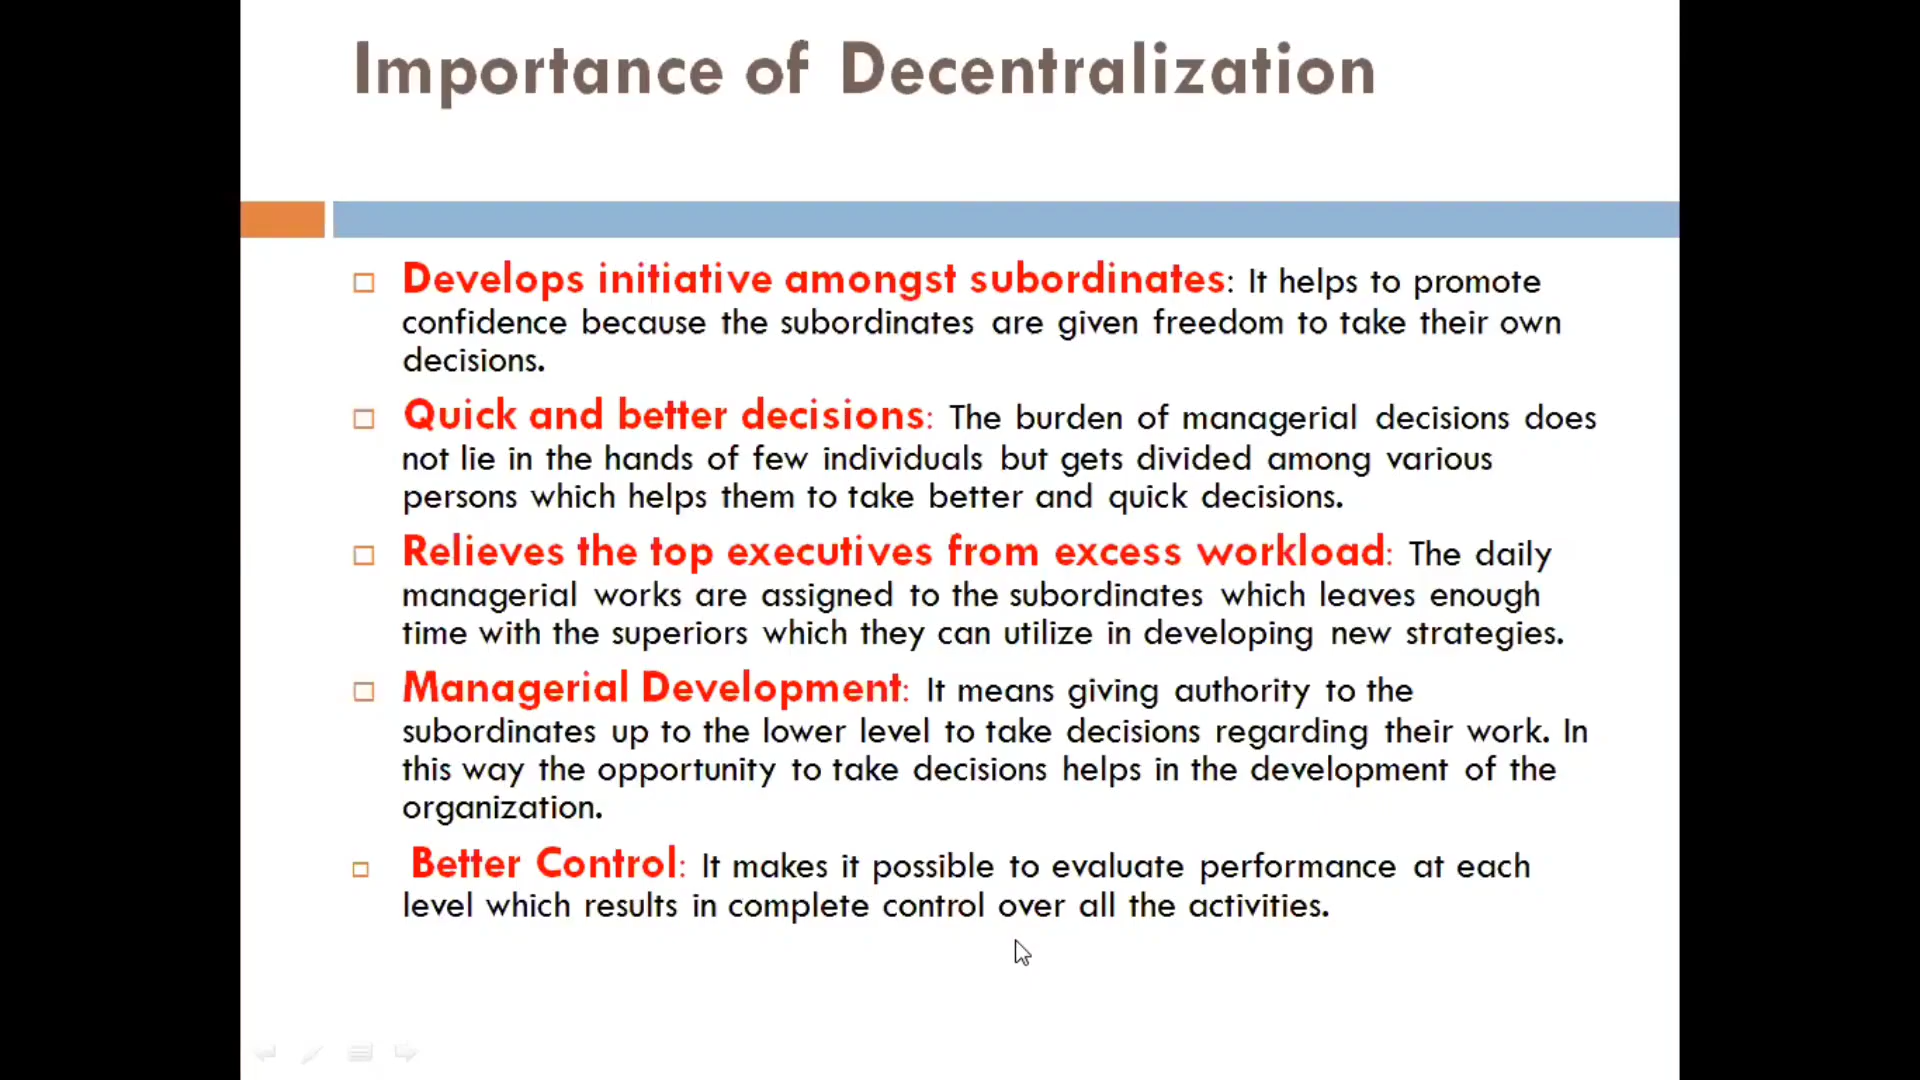 Importance of Decentralization
Develops initiative amongst subordinates: It helps to promote
confidence because the subordinates are given freedom to take their own
decisions.
Quick and better decisions: The burden of managerial decisions does
not lie in the hands of few individuals but gets divided among various
persons which helps them to take better and quick decisions.
Relieves the top executives from excess workload: The daily
managerial works are assigned to the subordinates which leaves enough
time with the superiors which they can utilize in developing new strategies.
Managerial Development: It means giving authority to the
subordinates up to the lower level to take decisions regarding their work. In
this way the opportunity to take decisions helps in the development of the
organization.
Better Control: It makes it possible to evaluate performance at each
level which results in complete control over all the activities.